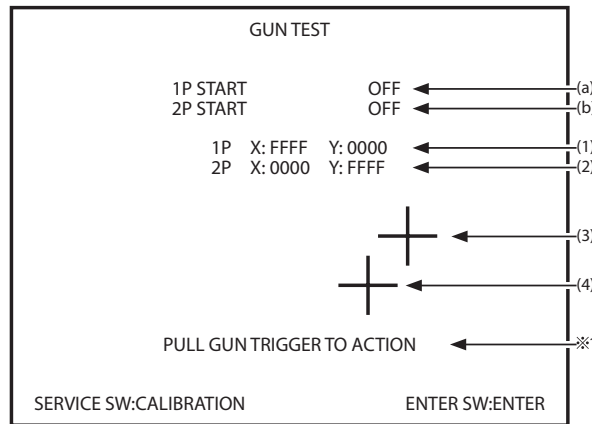 GUN TEST
1P START OFF (a)
2P START OFF (b)
1P X: FFFF Y: 0000 (1)
2P X: 0000 Y: FFFF (2)
(3)
(4)
PULL GUN TRIGGER TO ACTION ※
SERVICE SW:CALIBRATION ENTER SW:ENTER